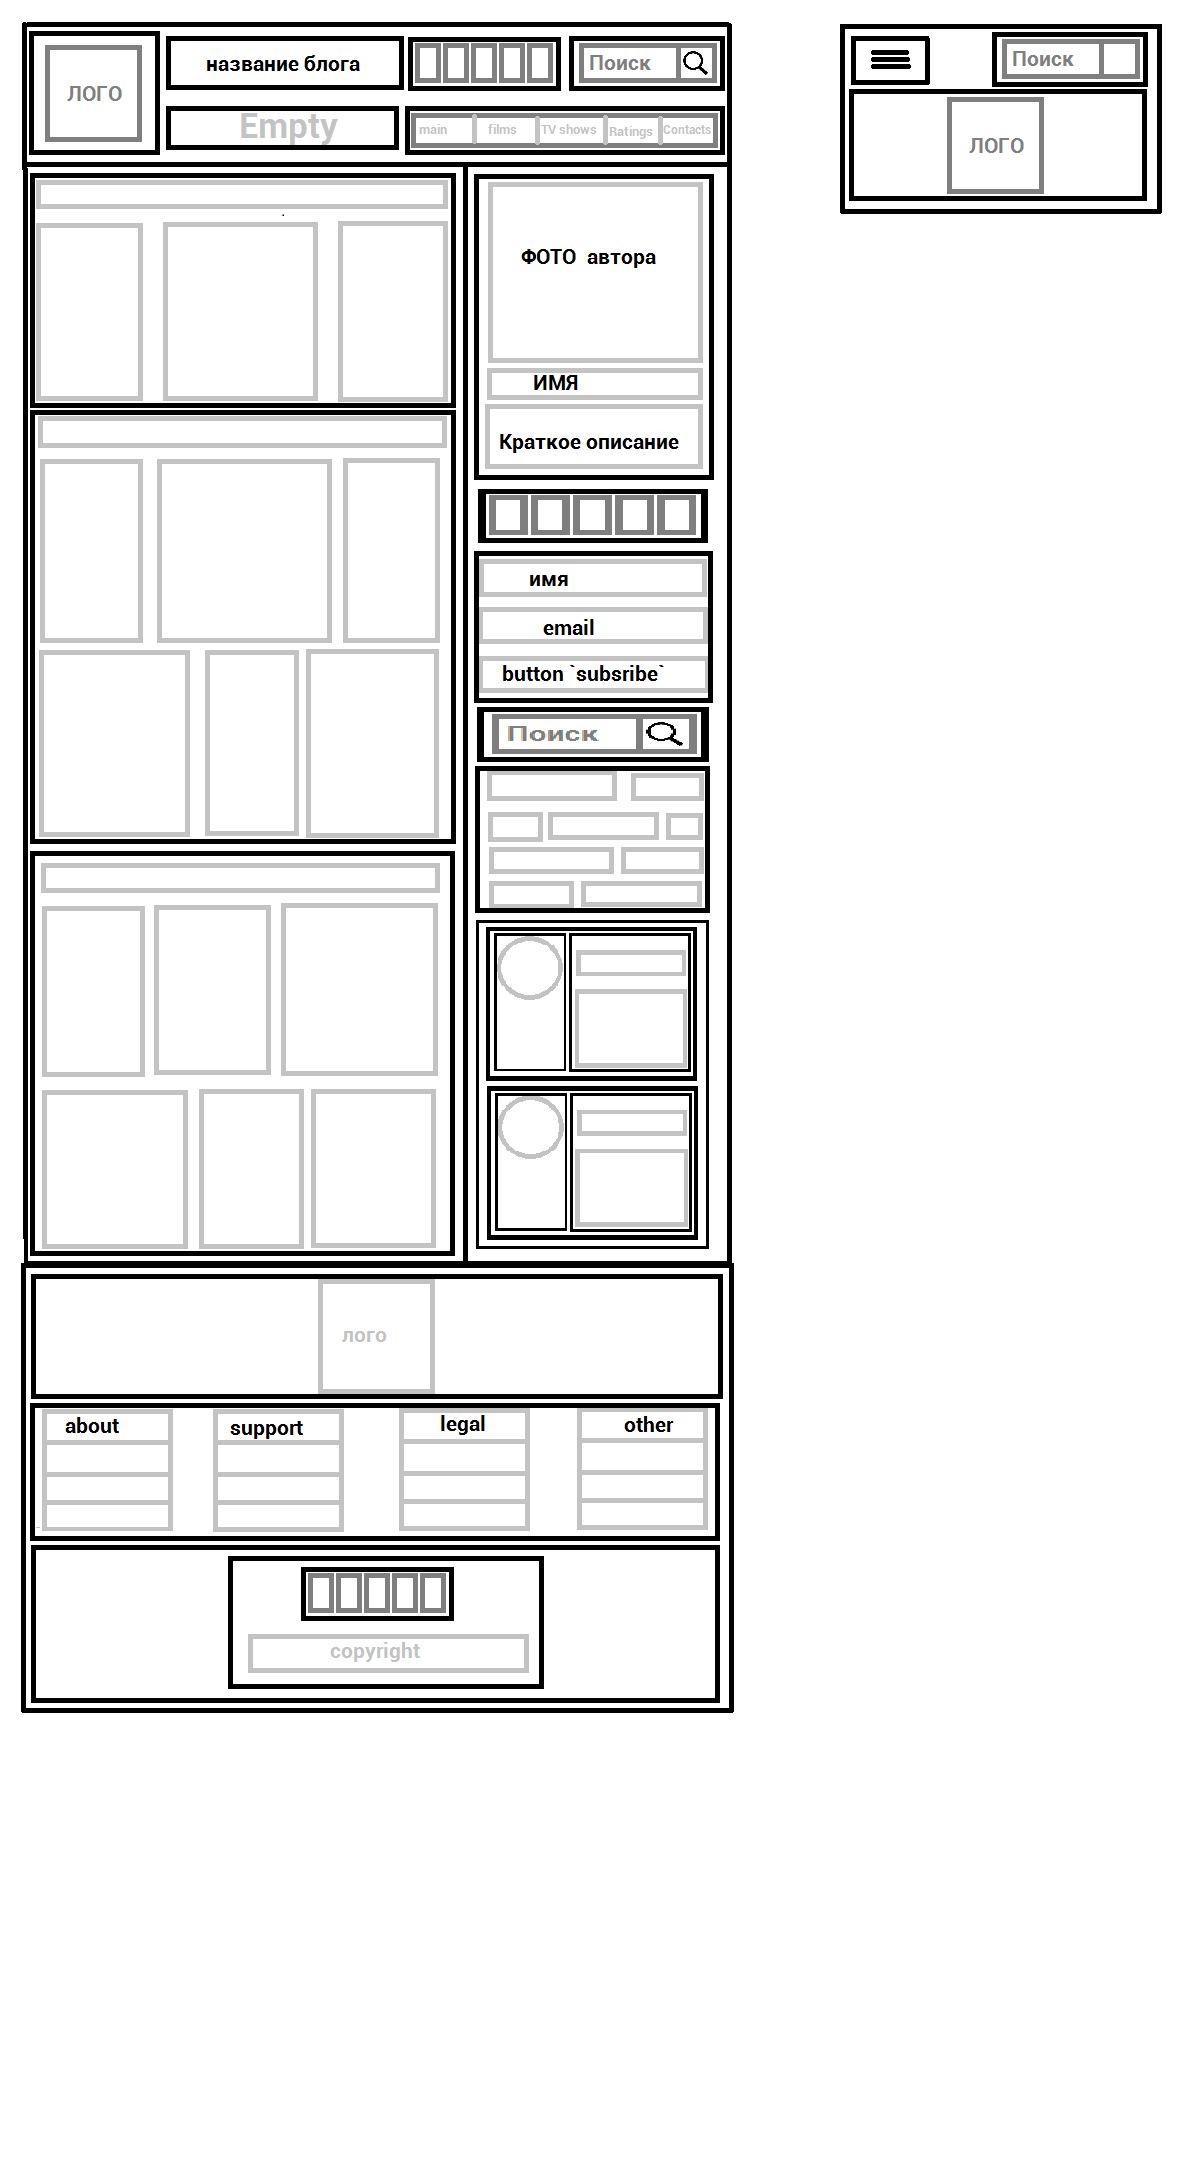 название блога
Поиск
ЛОГО
Empty
main
films
TV shows
Ratings
Contacts
ФОТО автора
ИМЯ
Краткое описание
имя
email
button `subsribe`
Поиск
лого
about
support
legal
other
copyright
Поиск
ЛОГО